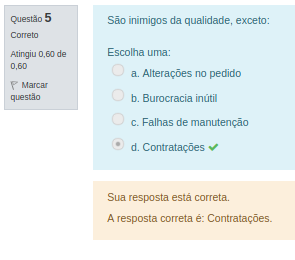 Questão 5
Correto
Atingiu 0,60 de
0,60
Marcar
questão
São inimigos da qualidade, exceto:
Escolha uma:
a. Alterações no pedido
b. Burocracia inútil
c. Falhas de manutenção
d. Contratações
Sua resposta está correta.
A resposta correta é: Contratações.